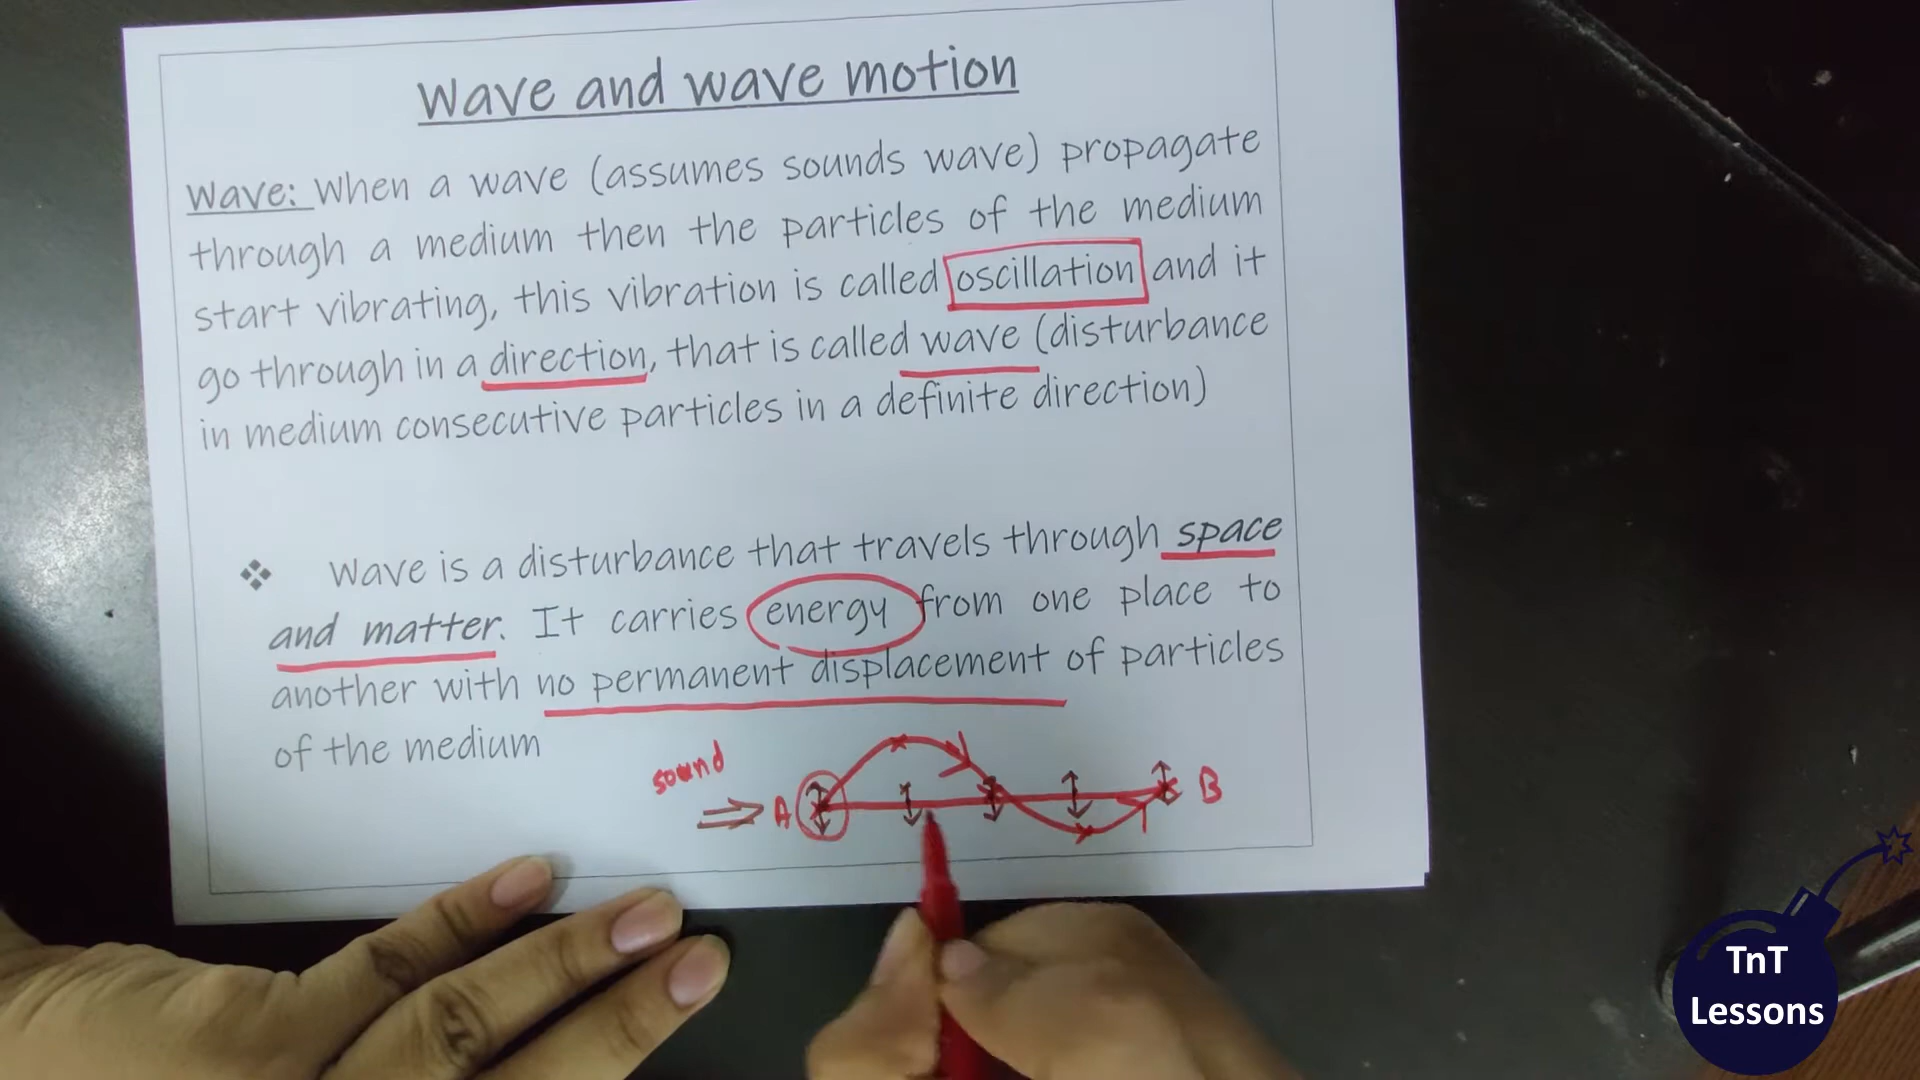 Wave and wave motion
Wave: When a wave (assumes sounds wave) propagate
through a medium then the particles of the medium
start vibrating, this vibration is called oscillation and it
go through in a direction, that is called wave (disturbance
in medium consecutive particles in a definite direction)
❖ Wave is a disturbance that travels through space
and matter. It carries energy from one place to
another with no permanent displacement of particles
of the medium
sound
A B
TnT
Lessons